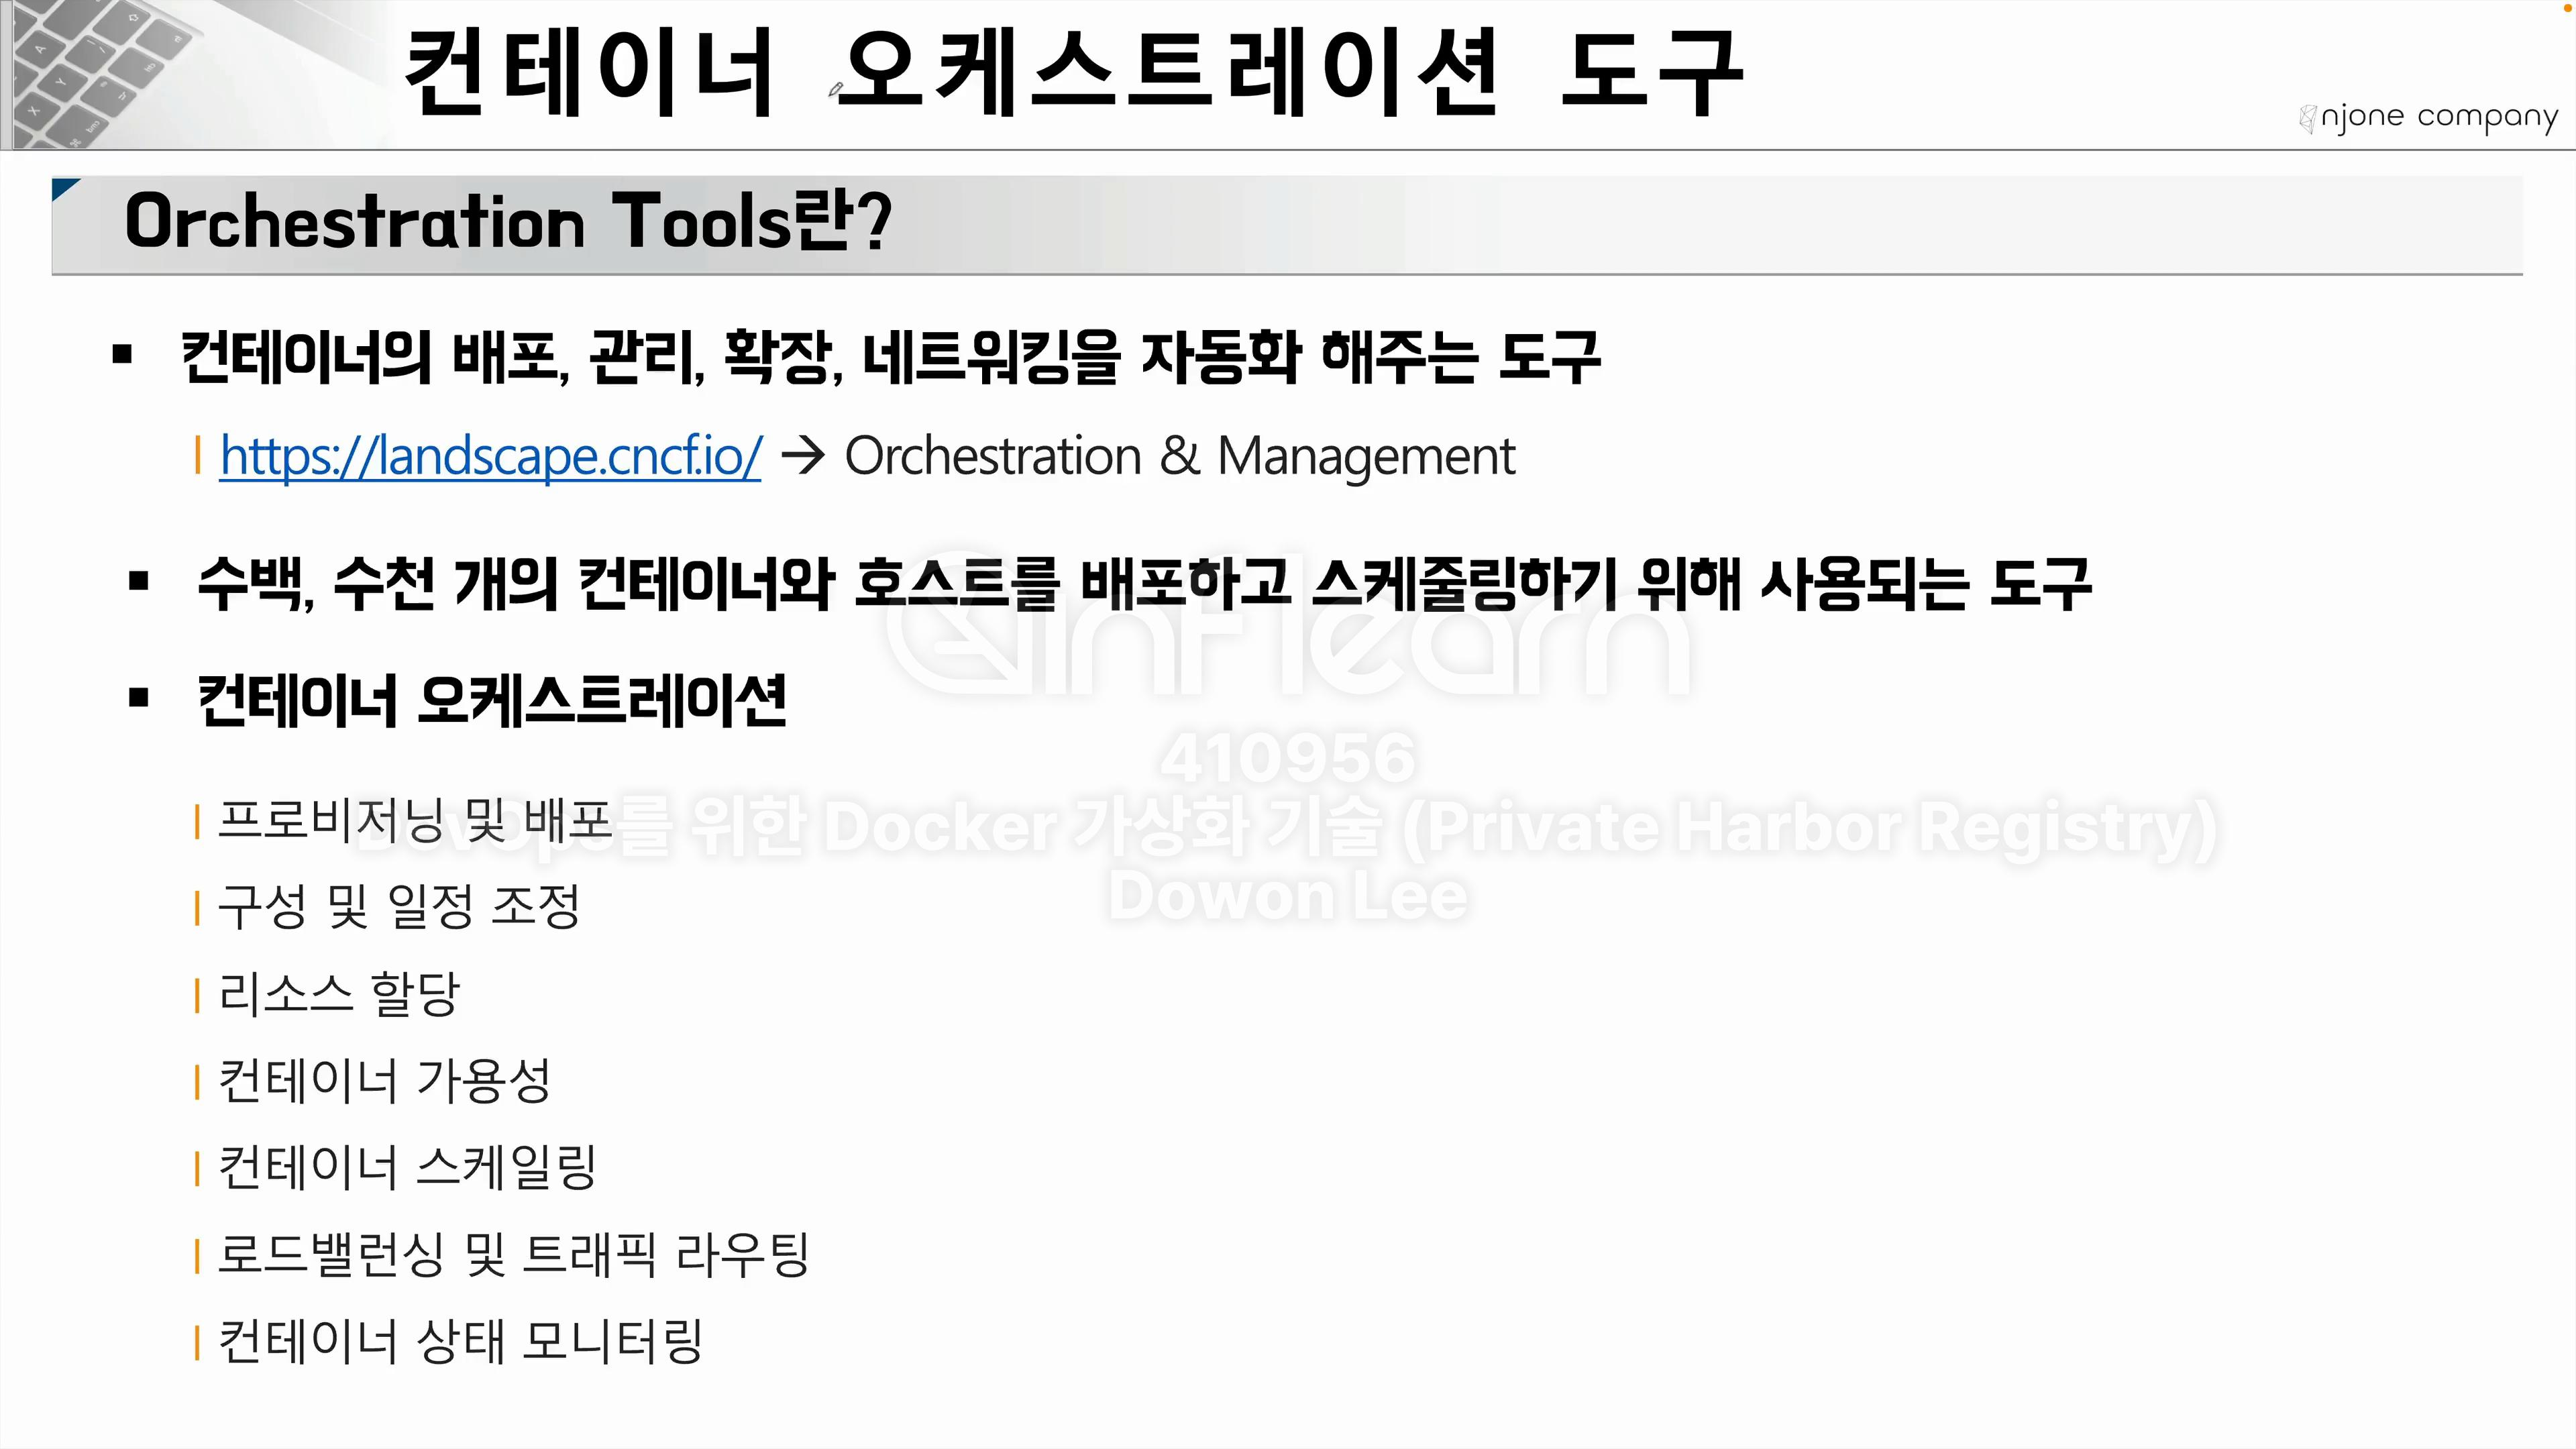 컨테이너 오케스트레이션 도구
njone company
Orchestration Tools란?
▪ 컨테이너의 배포, 관리, 확장, 네트워킹을 자동화 해주는 도구
https://landscape.cncf.io/ → Orchestration & Management
▪ 수백, 수천 개의 컨테이너와 호스트를 배포하고 스케줄링하기 위해 사용되는 도구
inflearn
▪ 컨테이너 오케스트레이션
410956
프로비저닝 및 배포
DevOps를 위한 Docker 가상화 기술 (Private Harbor Registry)
Dowon Lee
구성 및 일정 조정
리소스 할당
컨테이너 가용성
컨테이너 스케일링
로드밸런싱 및 트래픽 라우팅
컨테이너 상태 모니터링